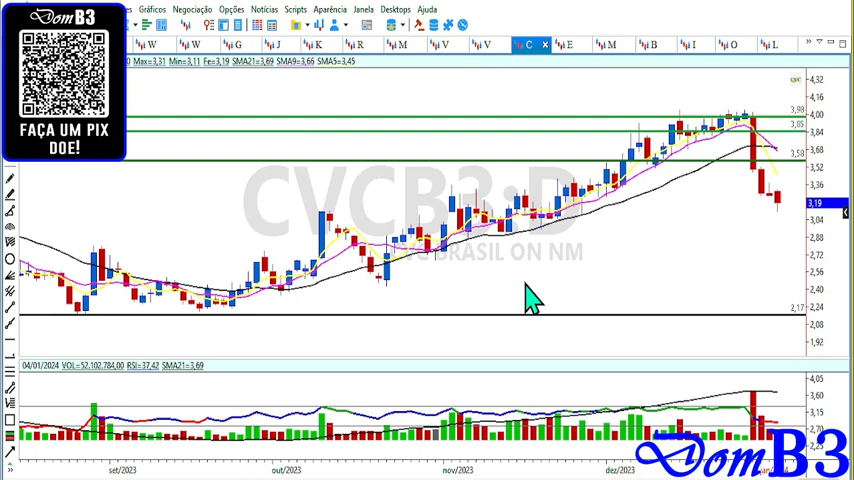 DomB3
FAÇA UM PIX
DOE!
Gráficos Negociação Opções Notícias Scripts Aparência Janela Desktops Ajuda
W W G J K M V V C x E M B I O L
Max=3,31 Min=3,11 Fe=3,19 SMA21=3,69 SMA9=3,66 SMA5=3,45
CVCB3:D
CVC BRASIL ON NM
3,98
3,85
3,58
2,17
4,32
4,00
3,84
3,68
3,52
3,36
3,19
3,04
2,88
2,72
2,56
2,40
2,24
2,08
1,92
04/01/2024 VOL=52.102.784,00 RSI=37,42 SMA21=3,69
4,05
3,60
3,15
2,70
2,25
set/2023 out/2023 nov/2023 dez/2023
DomB3